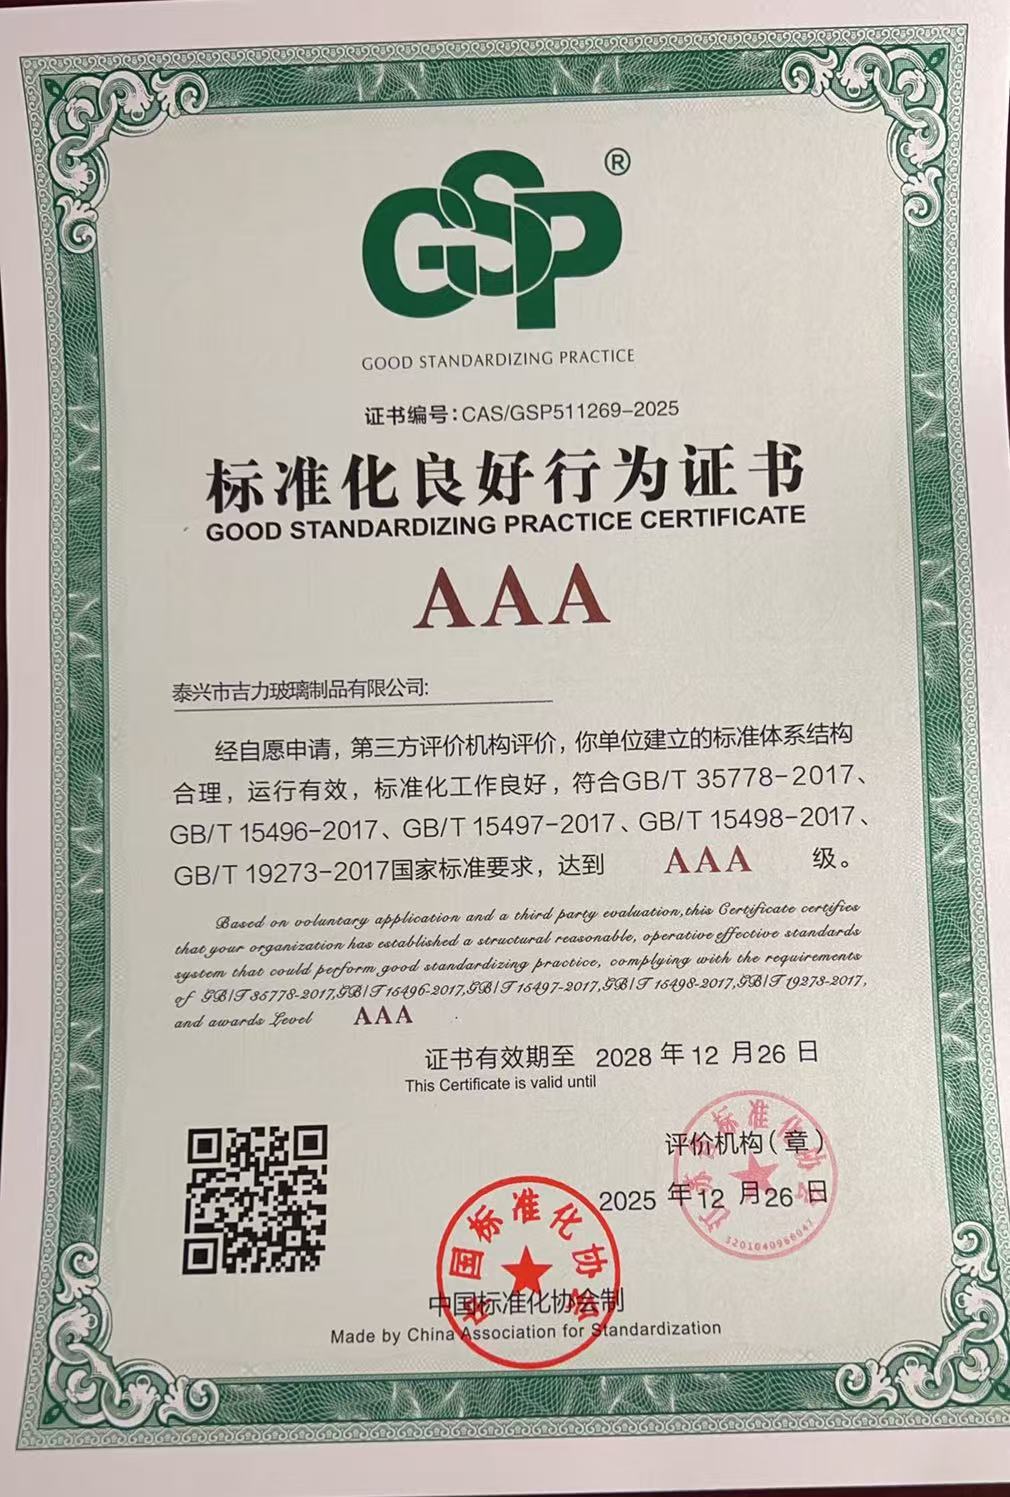 GSP®
GOOD STANDARDIZING PRACTICE
证书编号:CAS/GSP511269-2025
标准化良好行为证书
GOOD STANDARDIZING PRACTICE CERTIFICATE
AAA
泰兴市吉力玻璃制品有限公司:
经自愿申请，第三方评价机构评价，你单位建立的标准体系结构
合理，运行有效，标准化工作良好，符合GB/T 35778-2017、
GB/T 15496-2017、GB/T 15497-2017、GB/T 15498-2017、
GB/T 19273-2017国家标准要求，达到 AAA 级。
Based on voluntary application and a third party evaluation,this Certificate certifies
that your organization has established a structural reasonable, operative effective standards
system that could perform good standardizing practice, complying with the requirements
of GB/T 35778-2017,GB/T 15496-2017,GB/T 15497-2017,GB/T 15498-2017,GB/T 19273-2017,
and awards Level AAA .
证书有效期至 2028 年 12 月 26 日
This Certificate is valid until
评价机构（章）
2025 年 12 月 26 日
江苏省标准化协会
中国标准化协会
中国标准化协会制
Made by China Association for Standardization